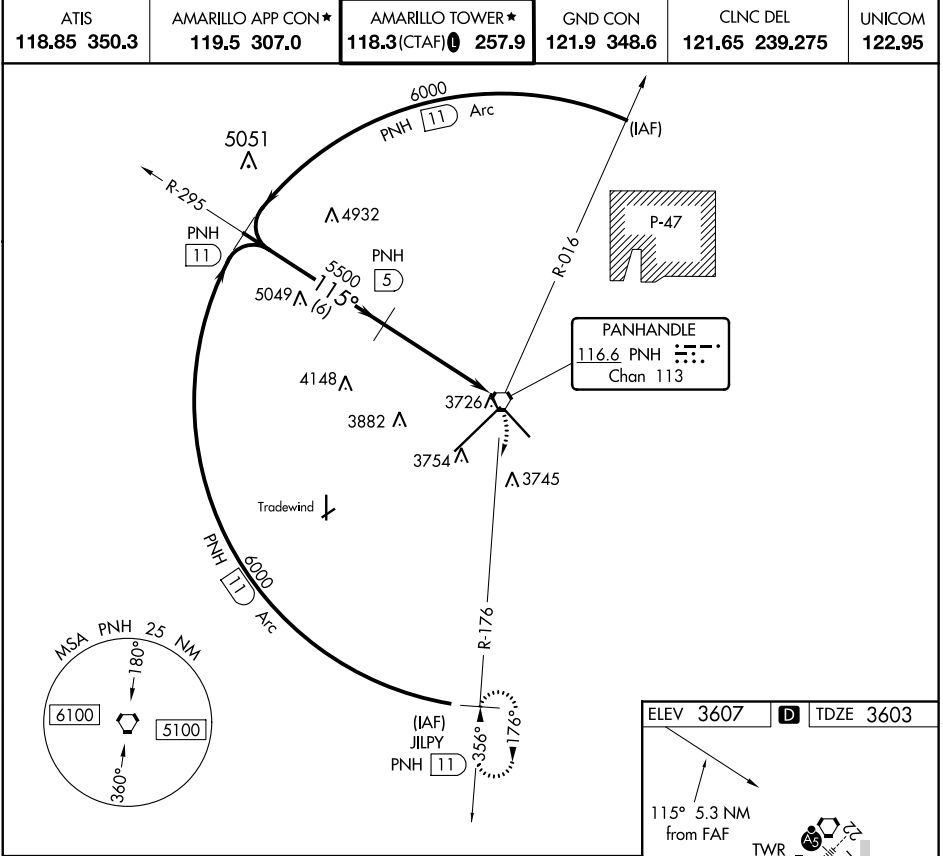 ATIS
118.85 350.3
AMARILLO APP CON★
119.5 307.0
AMARILLO TOWER★
118.3(CTAF) L 257.9
GND CON
121.9 348.6
CLNC DEL
121.65 239.275
UNICOM
122.95
6000
PNH 11 Arc
(IAF)
5051
R-295
4932
P-47
PNH
11
R-016
PNH
5
5500
115°
(6)
5049
PANHANDLE
116.6 PNH
Chan 113
4148
3726
3882
3754
3745
Tradewind
6000
PNH 11 Arc
R-176
MSA PNH 25 NM
180°
6100
5100
360°
(IAF)
JILPY
PNH 11
356°
176°
ELEV 3607
D
TDZE 3603
115° 5.3 NM
from FAF
TWR
A5
22